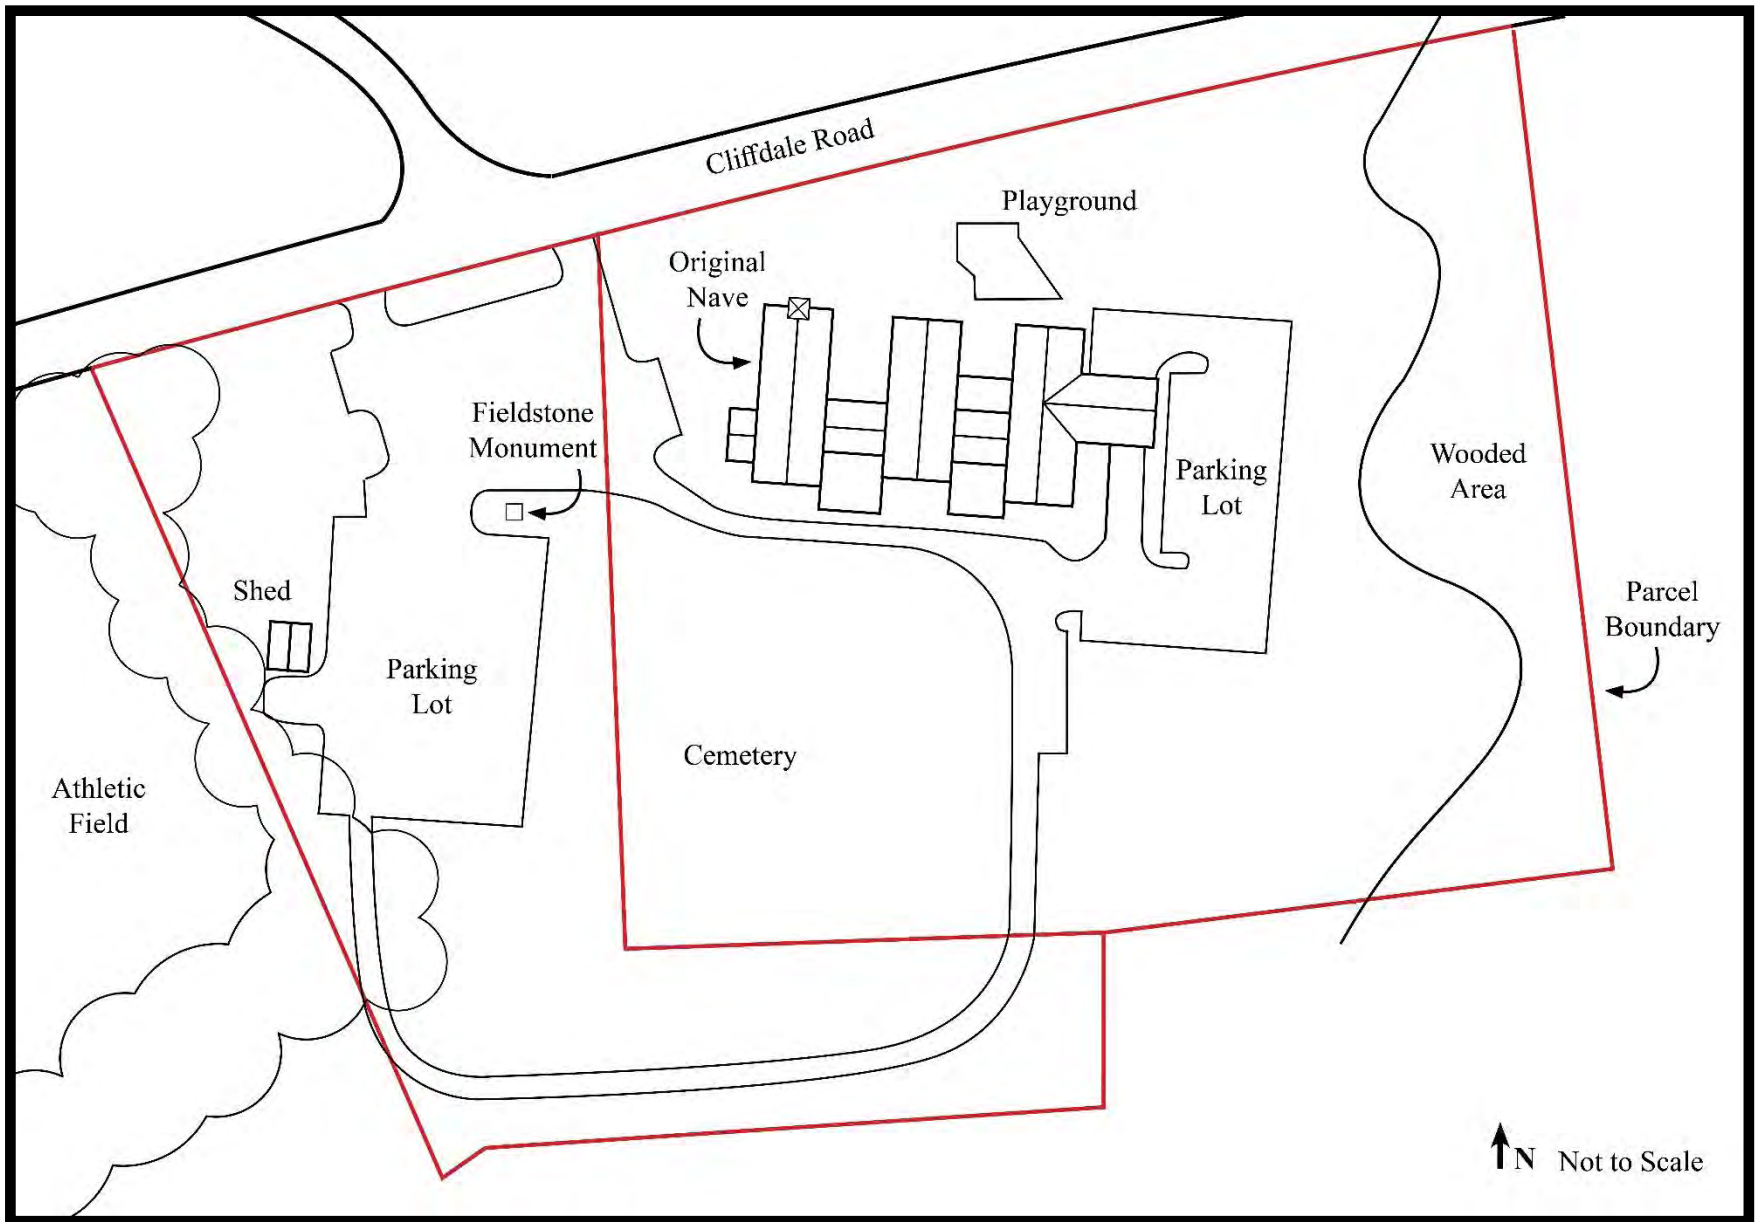 Cliffdale Road
Playground
Original
Nave
Fieldstone
Monument
Parking
Lot
Wooded
Area
Shed
Parcel
Boundary
Parking
Lot
Cemetery
Athletic
Field
N Not to Scale